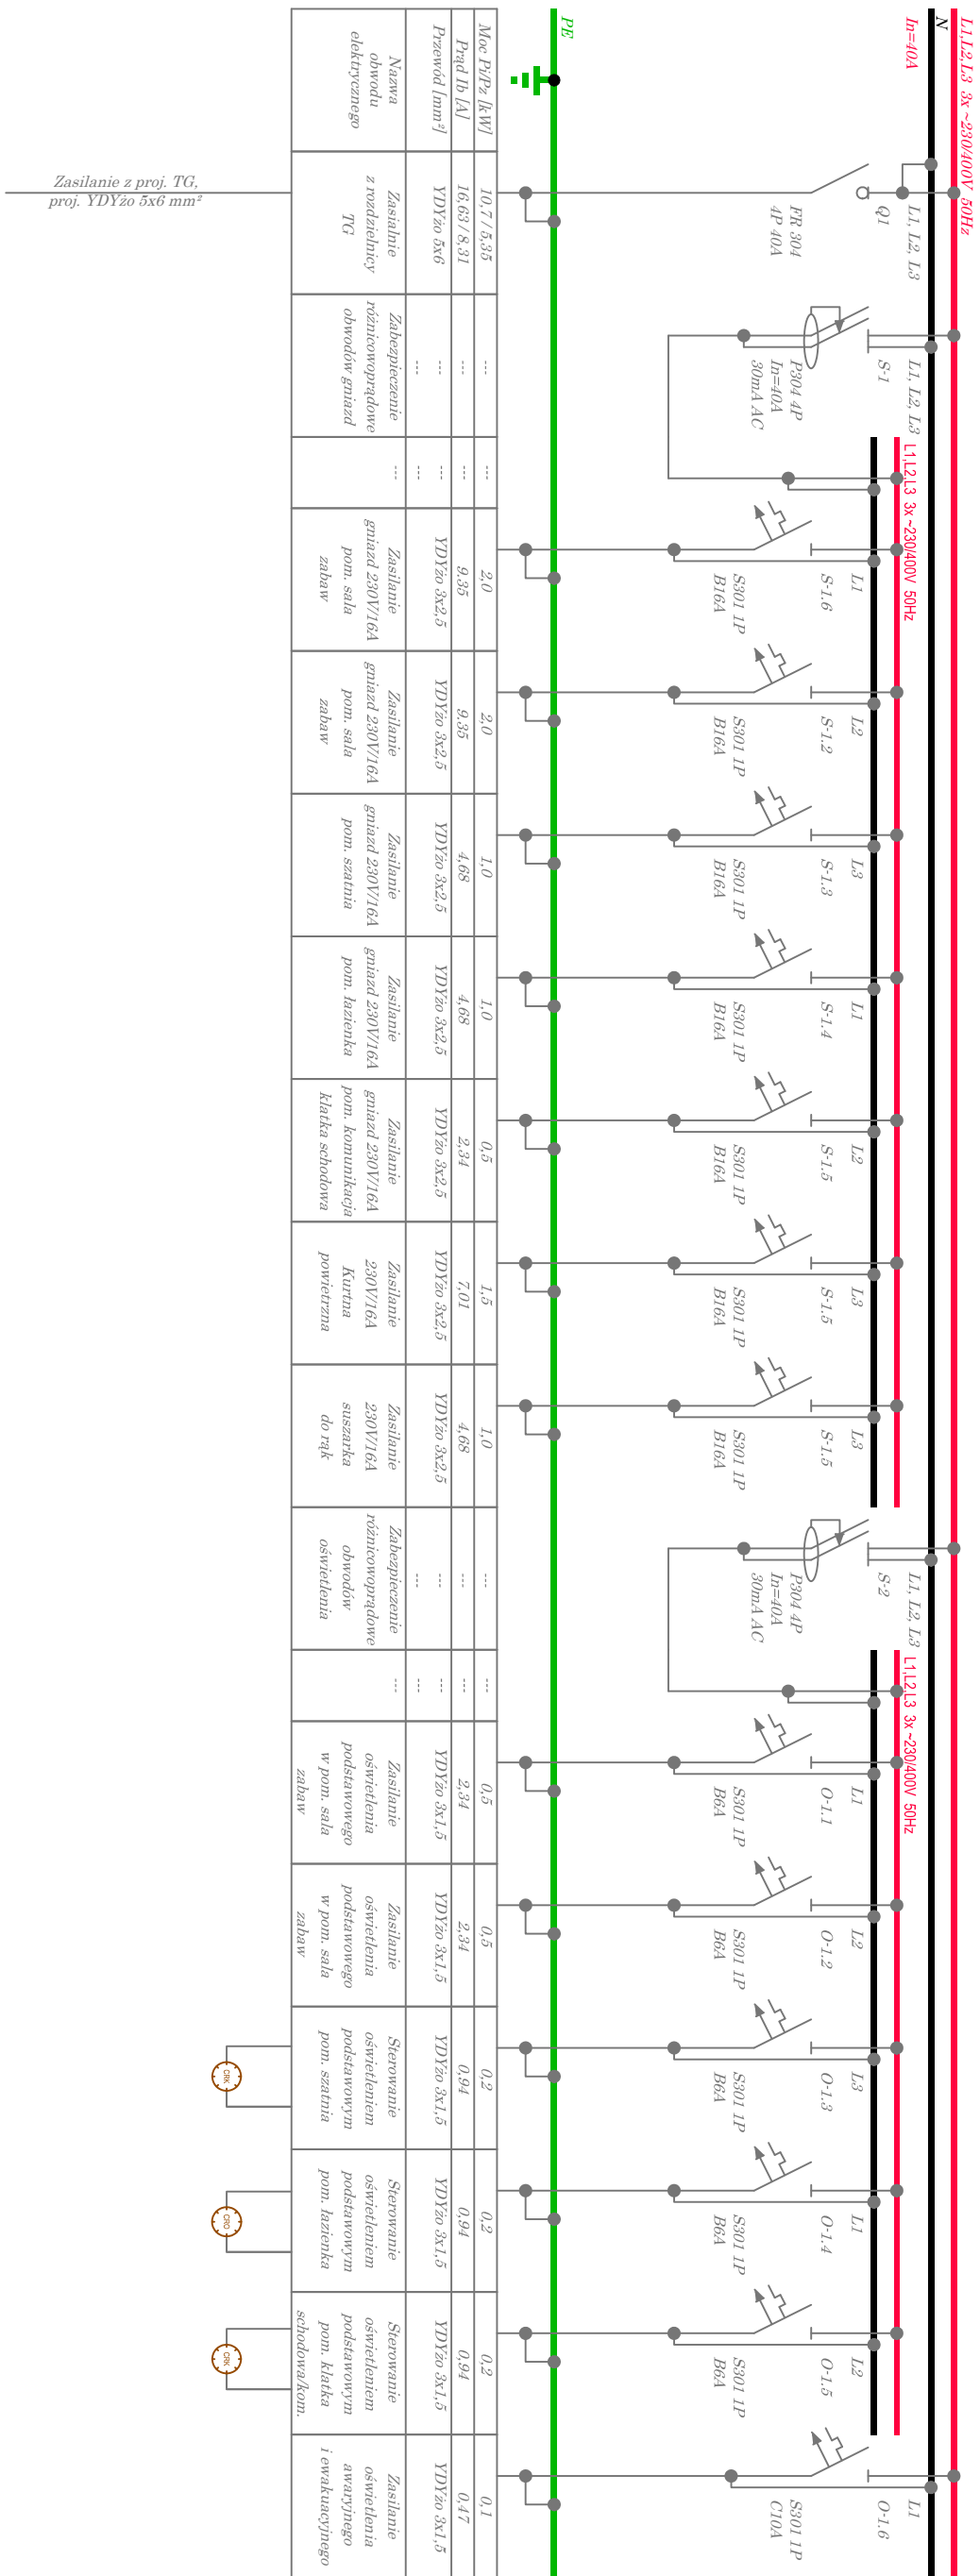 L1,L2,L3 3x ~230/400V 50Hz
N
In=40A
PE
L1, L2, L3
Q1
FR 304
4P 40A
L1, L2, L3
S-1
P304 4P
In=40A
30mA AC
L1,L2,L3 3x ~230/400V 50Hz
L1
S-1.6
S301 1P
B16A
L2
S-1.2
S301 1P
B16A
L3
S-1.3
S301 1P
B16A
L1
S-1.4
S301 1P
B16A
L2
S-1.5
S301 1P
B16A
L3
S-1.5
S301 1P
B16A
L3
S-1.5
S301 1P
B16A
L1, L2, L3
S-2
P304 4P
In=40A
30mA AC
L1,L2,L3 3x ~230/400V 50Hz
L1
O-1.1
S301 1P
B6A
L2
O-1.2
S301 1P
B6A
L3
O-1.3
S301 1P
B6A
L1
O-1.4
S301 1P
B6A
L2
O-1.5
S301 1P
B6A
L1
O-1.6
S301 1P
C10A
Moc Pi/Pz [kW]
Prąd Ib [A]
Przewód [mm²]
Nazwa
obwodu
elektrycznego
10,7 / 5,35
16,63 / 8,31
YDYżo 5x6
Zasialnie
z rozdzielnicy
TG
---
---
---
Zabezpieczenie
różnicowoprądowe
obwodów gniazd
---
---
---
---
2,0
9.35
YDYżo 3x2,5
Zasilanie
gniazd 230V/16A
pom. sala
zabaw
2,0
9.35
YDYżo 3x2,5
Zasilanie
gniazd 230V/16A
pom. sala
zabaw
1,0
4,68
YDYżo 3x2,5
Zasilanie
gniazd 230V/16A
pom. szatnia
1,0
4,68
YDYżo 3x2,5
Zasilanie
gniazd 230V/16A
pom. łazienka
0,5
2,34
YDYżo 3x2,5
Zasilanie
gniazd 230V/16A
pom. komunikacja
klatka schodowa
1,5
7,01
YDYżo 3x2,5
Zasilanie
230V/16A
Kurtna
powietrzna
1,0
4,68
YDYżo 3x2,5
Zasilanie
230V/16A
suszarka
do rąk
---
---
---
---
Zabezpieczenie
różnicowoprądowe
obwodów
oświetlenia
---
---
---
---
---
0,5
2,34
YDYżo 3x1,5
Zasilanie
oświetlenia
podstawowego
w pom. sala
zabaw
0,5
2,34
YDYżo 3x1,5
Zasilanie
oświetlenia
podstawowego
w pom. sala
zabaw
0,2
0,94
YDYżo 3x1,5
Sterowanie
oświetleniem
podstawowym
pom. szatnia
0,2
0,94
YDYżo 3x1,5
Sterowanie
oświetleniem
podstawowym
pom. łazienka
0,2
0,94
YDYżo 3x1,5
Sterowanie
oświetleniem
podstawowym
pom. klatka
schodowa/kom.
0,1
0,47
YDYżo 3x1,5
Zasilanie
oświetlenia
awaryjnego
i ewakuacyjnego
Zasilanie z proj. TG,
proj. YDYżo 5x6 mm²
CRK
CRO
CRK